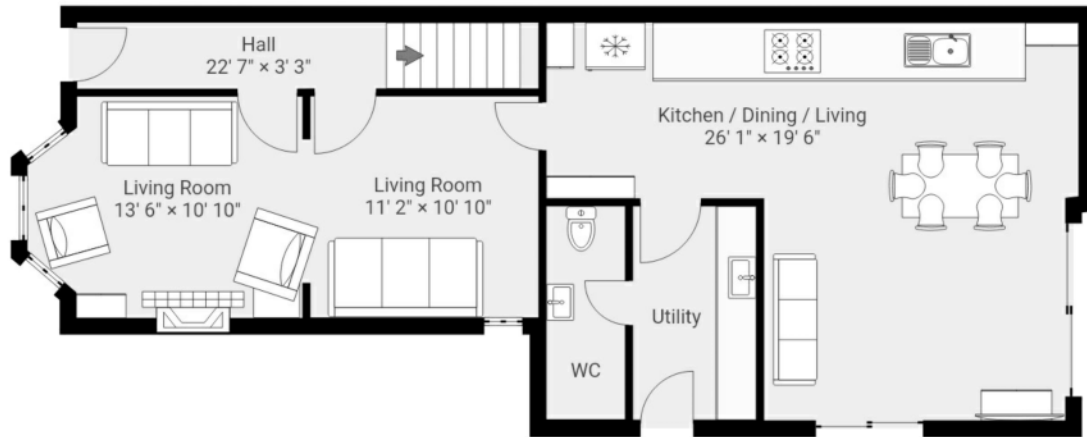 Hall
22' 7" × 3' 3"
Kitchen / Dining / Living
26' 1" × 19' 6"
Living Room
13' 6" × 10' 10"
Living Room
11' 2" × 10' 10"
Utility
WC